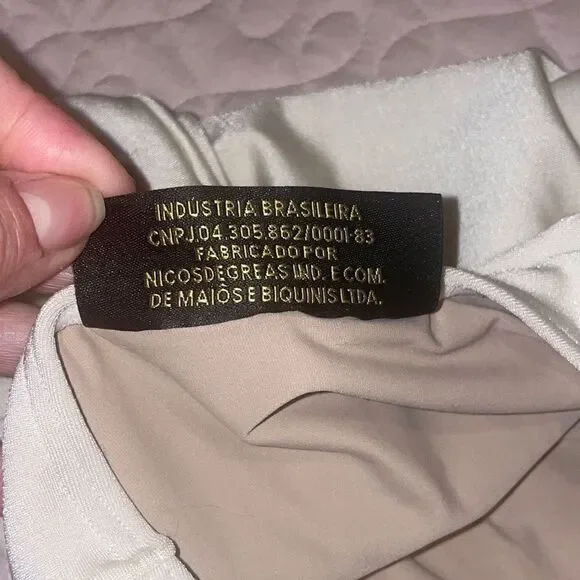 INDÚSTRIA BRASILEIRA
CNPJ.04.305.862/0001-83
FABRICADO POR
NICOSDEGREAS IND. E COM.
DE MAIÔS E BIQUINIS LTDA.